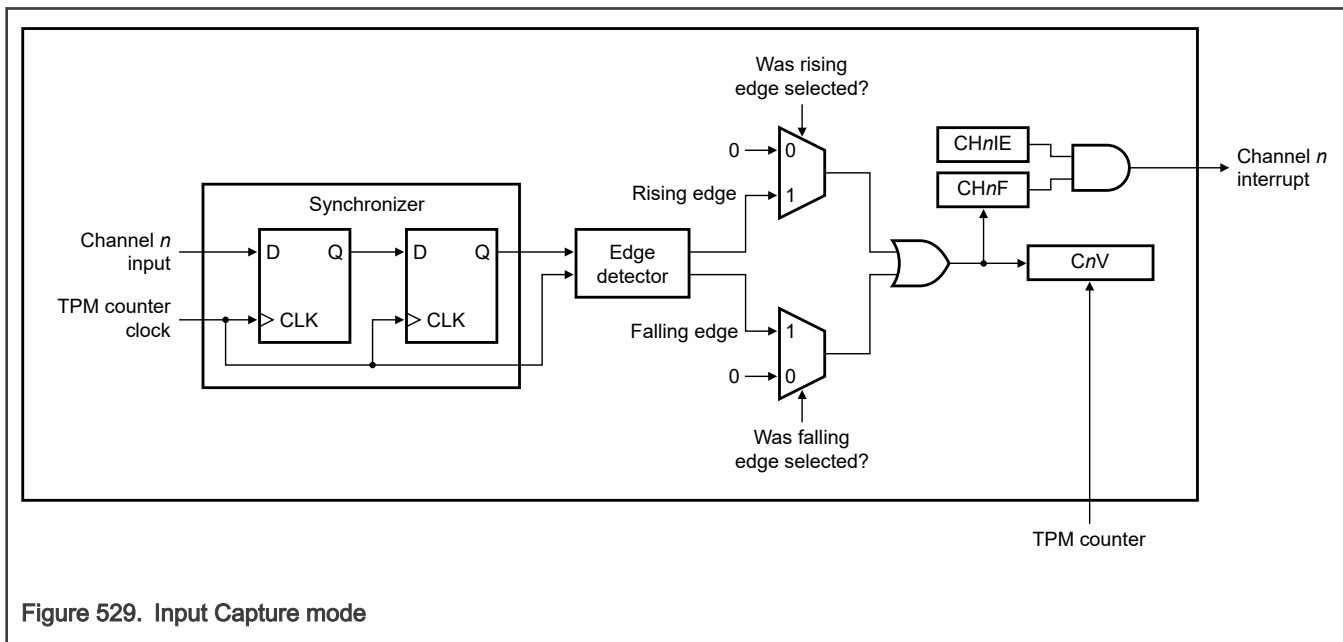 Was rising
edge selected?
0
0
1
Rising edge
CHnIE
CHnF
Channel n
interrupt
Synchronizer
Channel n
input
D
Q
D
Q
TPM counter
clock
CLK
CLK
Edge
detector
CnV
Falling edge
1
0
0
Was falling
edge selected?
TPM counter
Figure 529. Input Capture mode